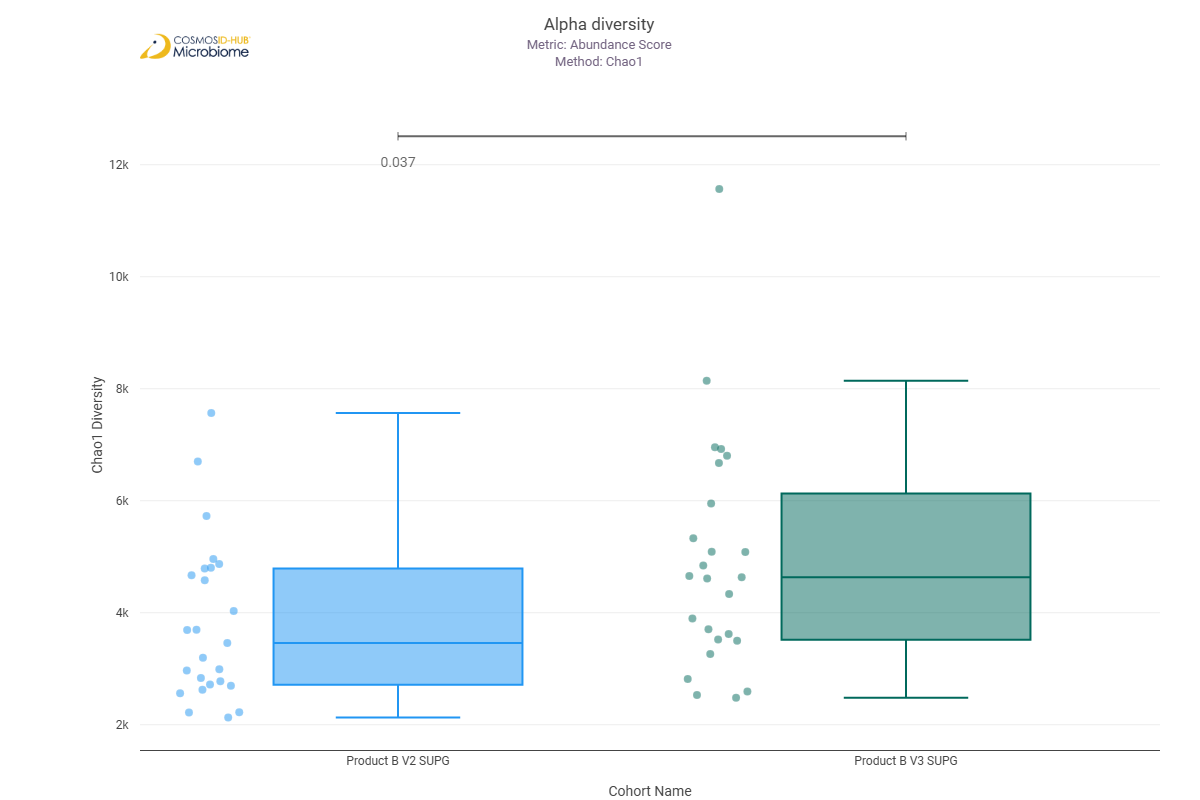 Alpha diversity
Metric: Abundance Score
Method: Chao1
COSMOSID-HUB
Microbiome
0.037
12k
10k
8k
6k
4k
2k
Chao1 Diversity
Product B V2 SUPG
Product B V3 SUPG
Cohort Name